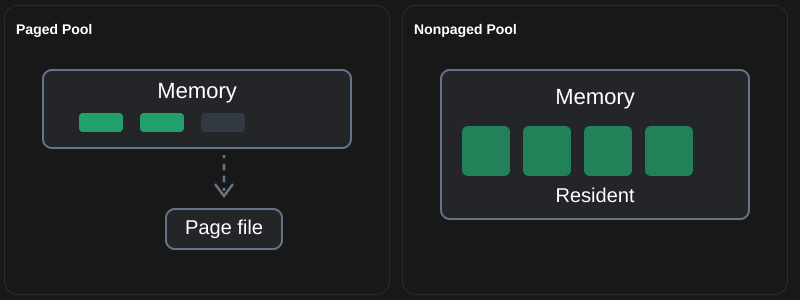 Paged Pool
Memory
Page file
Nonpaged Pool
Memory
Resident